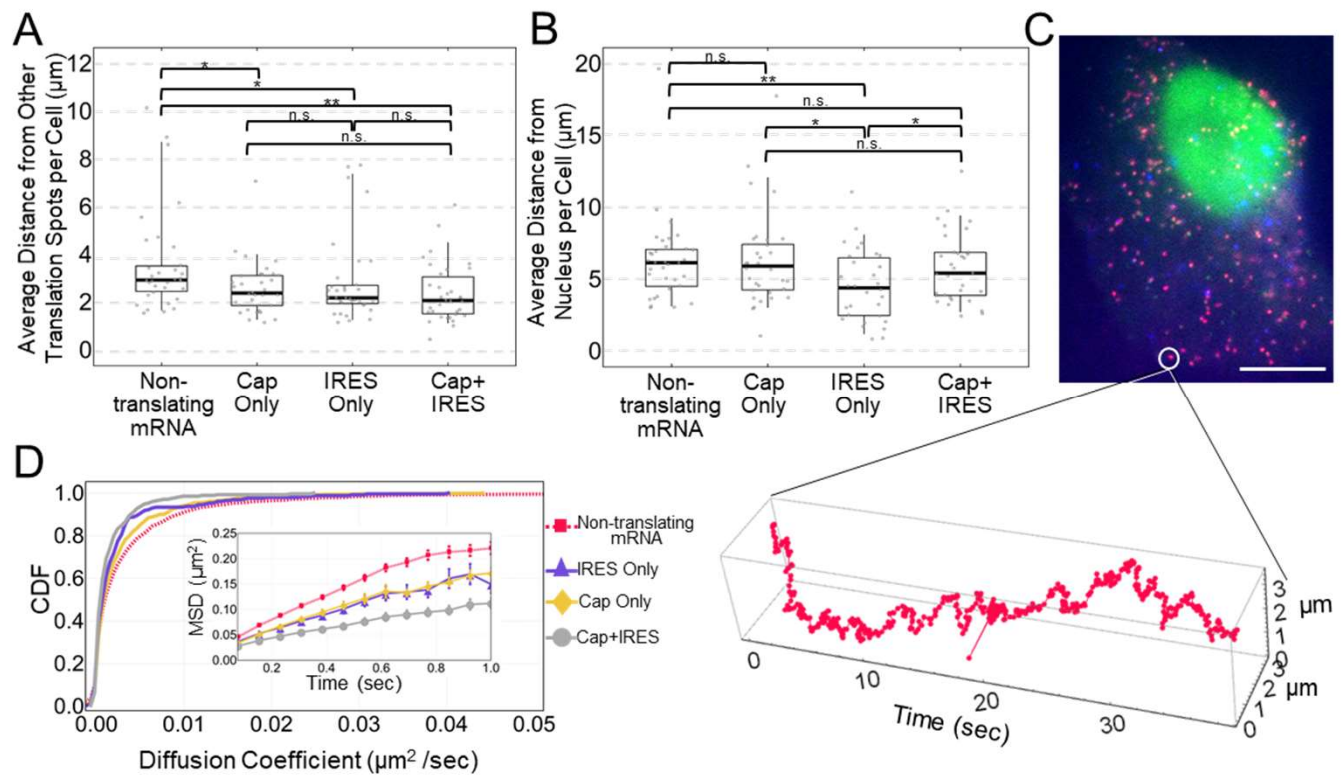 A
Average Distance from Other
Translation Spots per Cell (μm)
12
10
8
6
4
2
0
*
*
**
n.s.
n.s.
n.s.
Non-
translating
mRNA
Cap
Only
IRES
Only
Cap+
IRES
B
Average Distance from
Nucleus per Cell (μm)
20
15
10
5
0
n.s.
**
n.s.
*
*
n.s.
Non-
translating
mRNA
Cap
Only
IRES
Only
Cap+
IRES
C
3
2
1
0
μm
3
2
1
0
μm
0
10
20
30
Time (sec)
D
CDF
1.0
0.8
0.6
0.4
0.2
0.0
0.00
0.01
0.02
0.03
0.04
0.05
Diffusion Coefficient (μm² /sec)
MSD (μm²)
0.25
0.20
0.15
0.10
0.05
0.00
0.2
0.4
0.6
0.8
1.0
Time (sec)
Non-translating
mRNA
IRES Only
Cap Only
Cap+IRES